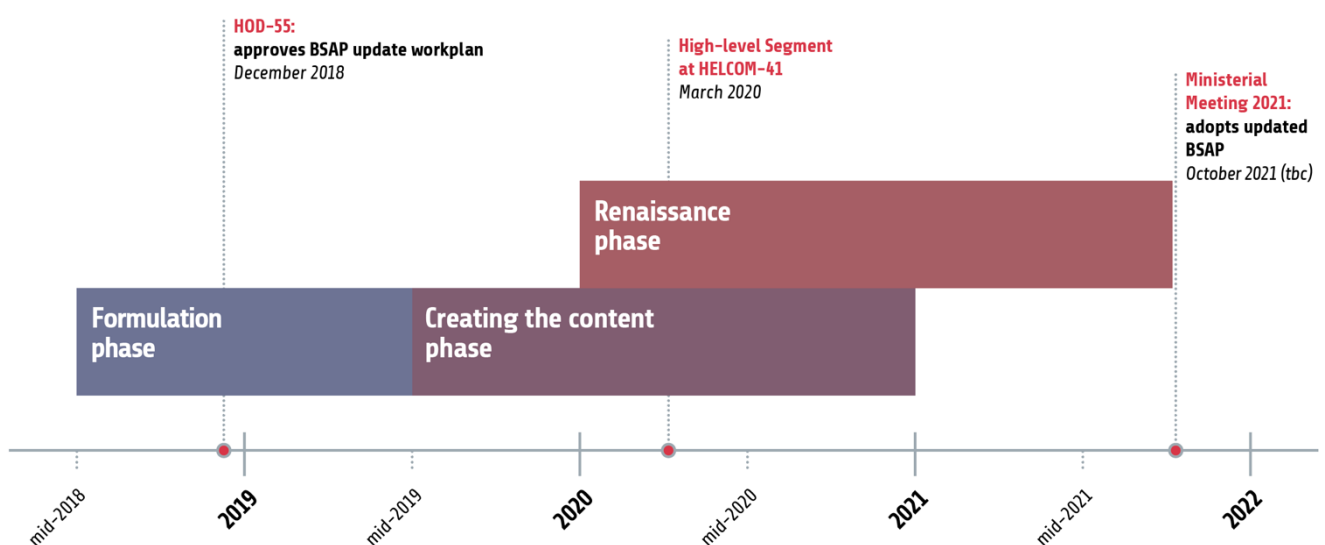 HOD-55:
approves BSAP update workplan
December 2018
High-level Segment
at HELCOM-41
March 2020
Ministerial
Meeting 2021:
adopts updated
BSAP
October 2021 (tbc)
Renaissance
phase
Formulation
phase
Creating the content
phase
mid-2018
2019
mid-2019
2020
mid-2020
2021
mid-2021
2022